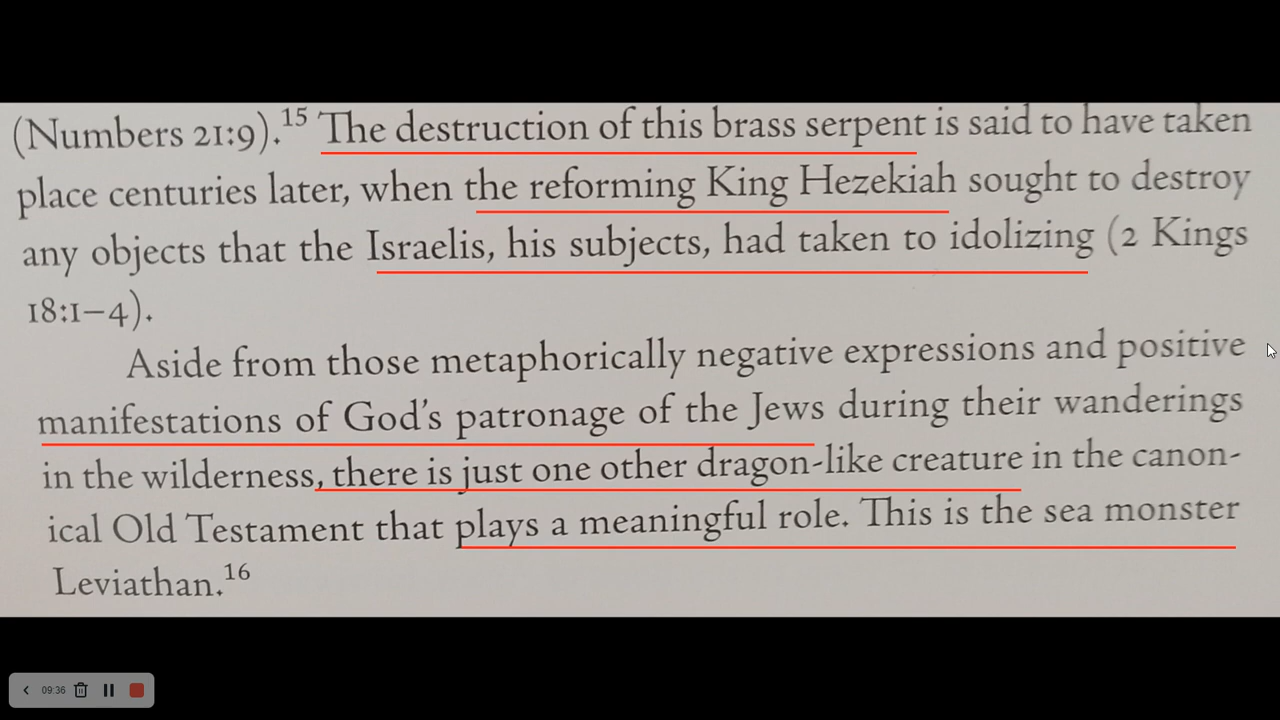 (Numbers 21:9).15 The destruction of this brass serpent is said to have taken
place centuries later, when the reforming King Hezekiah sought to destroy
any objects that the Israelis, his subjects, had taken to idolizing (2 Kings
18:1–4).
Aside from those metaphorically negative expressions and positive
manifestations of God's patronage of the Jews during their wanderings
in the wilderness, there is just one other dragon-like creature in the canon-
ical Old Testament that plays a meaningful role. This is the sea monster
Leviathan.16
09:36